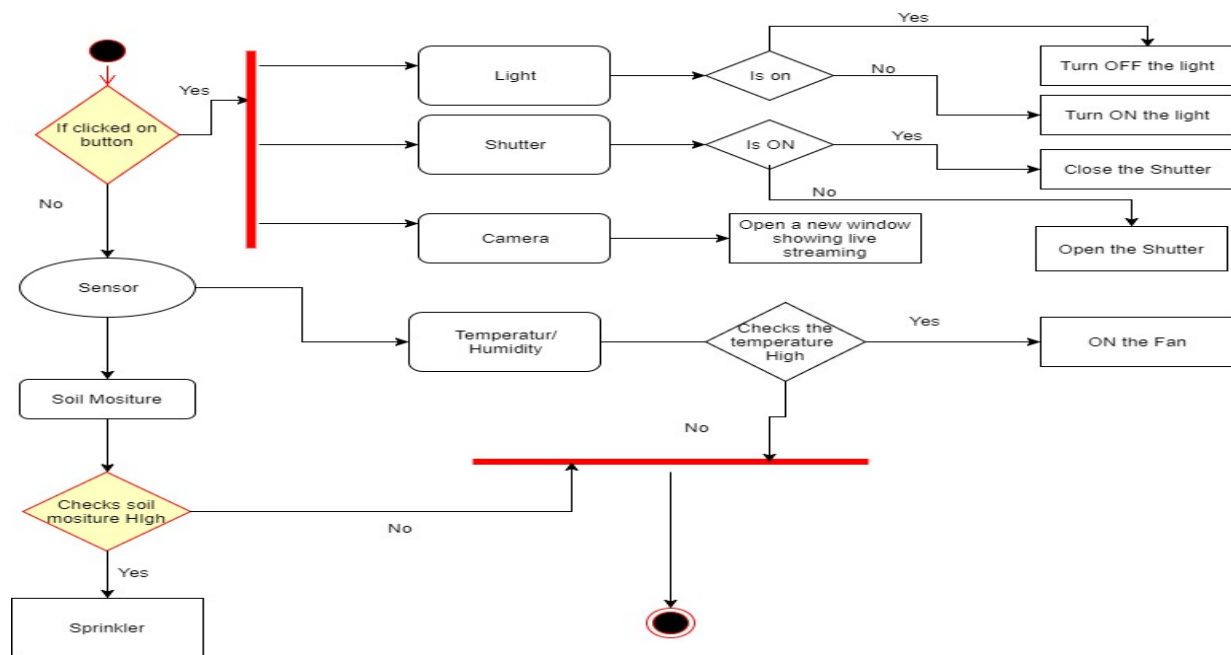 Yes
Light
Is on
No
Turn OFF the light
If clicked on
button
Yes
Turn ON the light
Shutter
Is ON
Yes
Close the Shutter
No
No
Camera
Open a new window
showing live
streaming
Open the Shutter
Sensor
Temperatur/
Humidity
Checks the
temperature
High
Yes
ON the Fan
Soil Mositure
No
Checks soil
mositure HIgh
No
Yes
Sprinkler